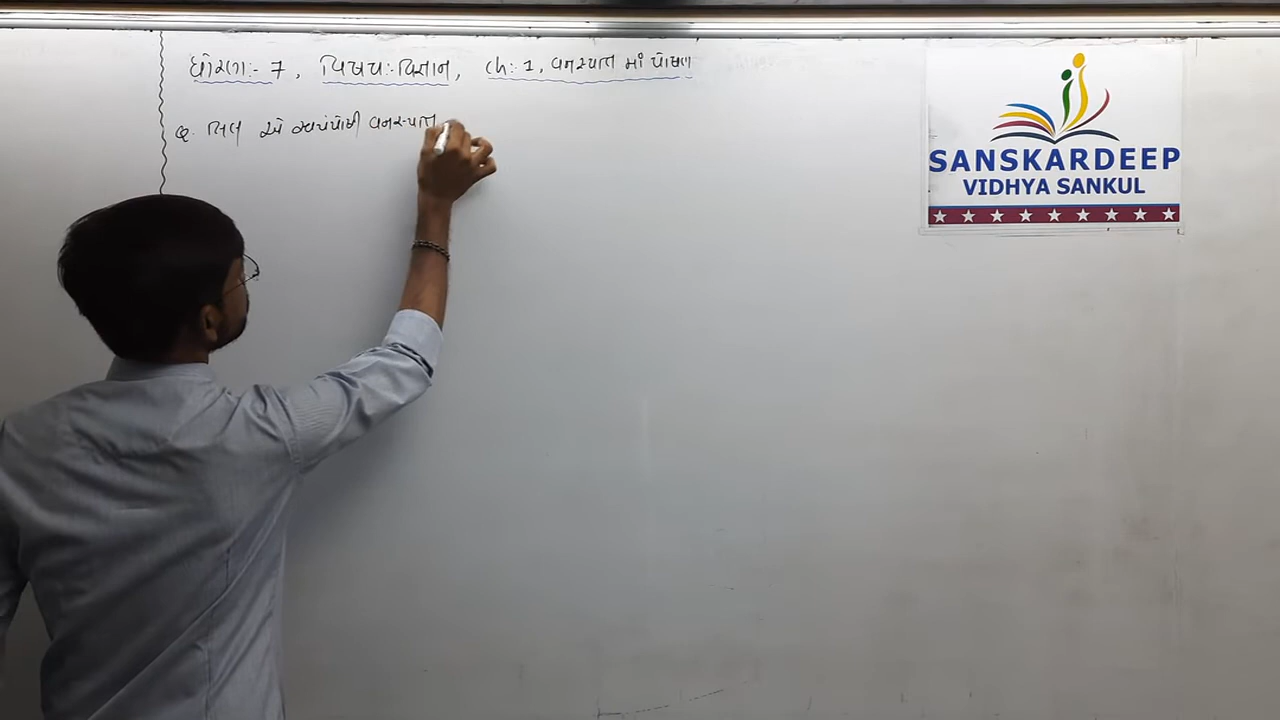 ધોરણ:- 7, વિષય:- વિજ્ઞાન, Ch: 1, વનસ્પતિ માં પોષણ
લીલ એ સ્વયંપોષી વનસ્પતિ
SANSKARDEEP
VIDHYA SANKUL